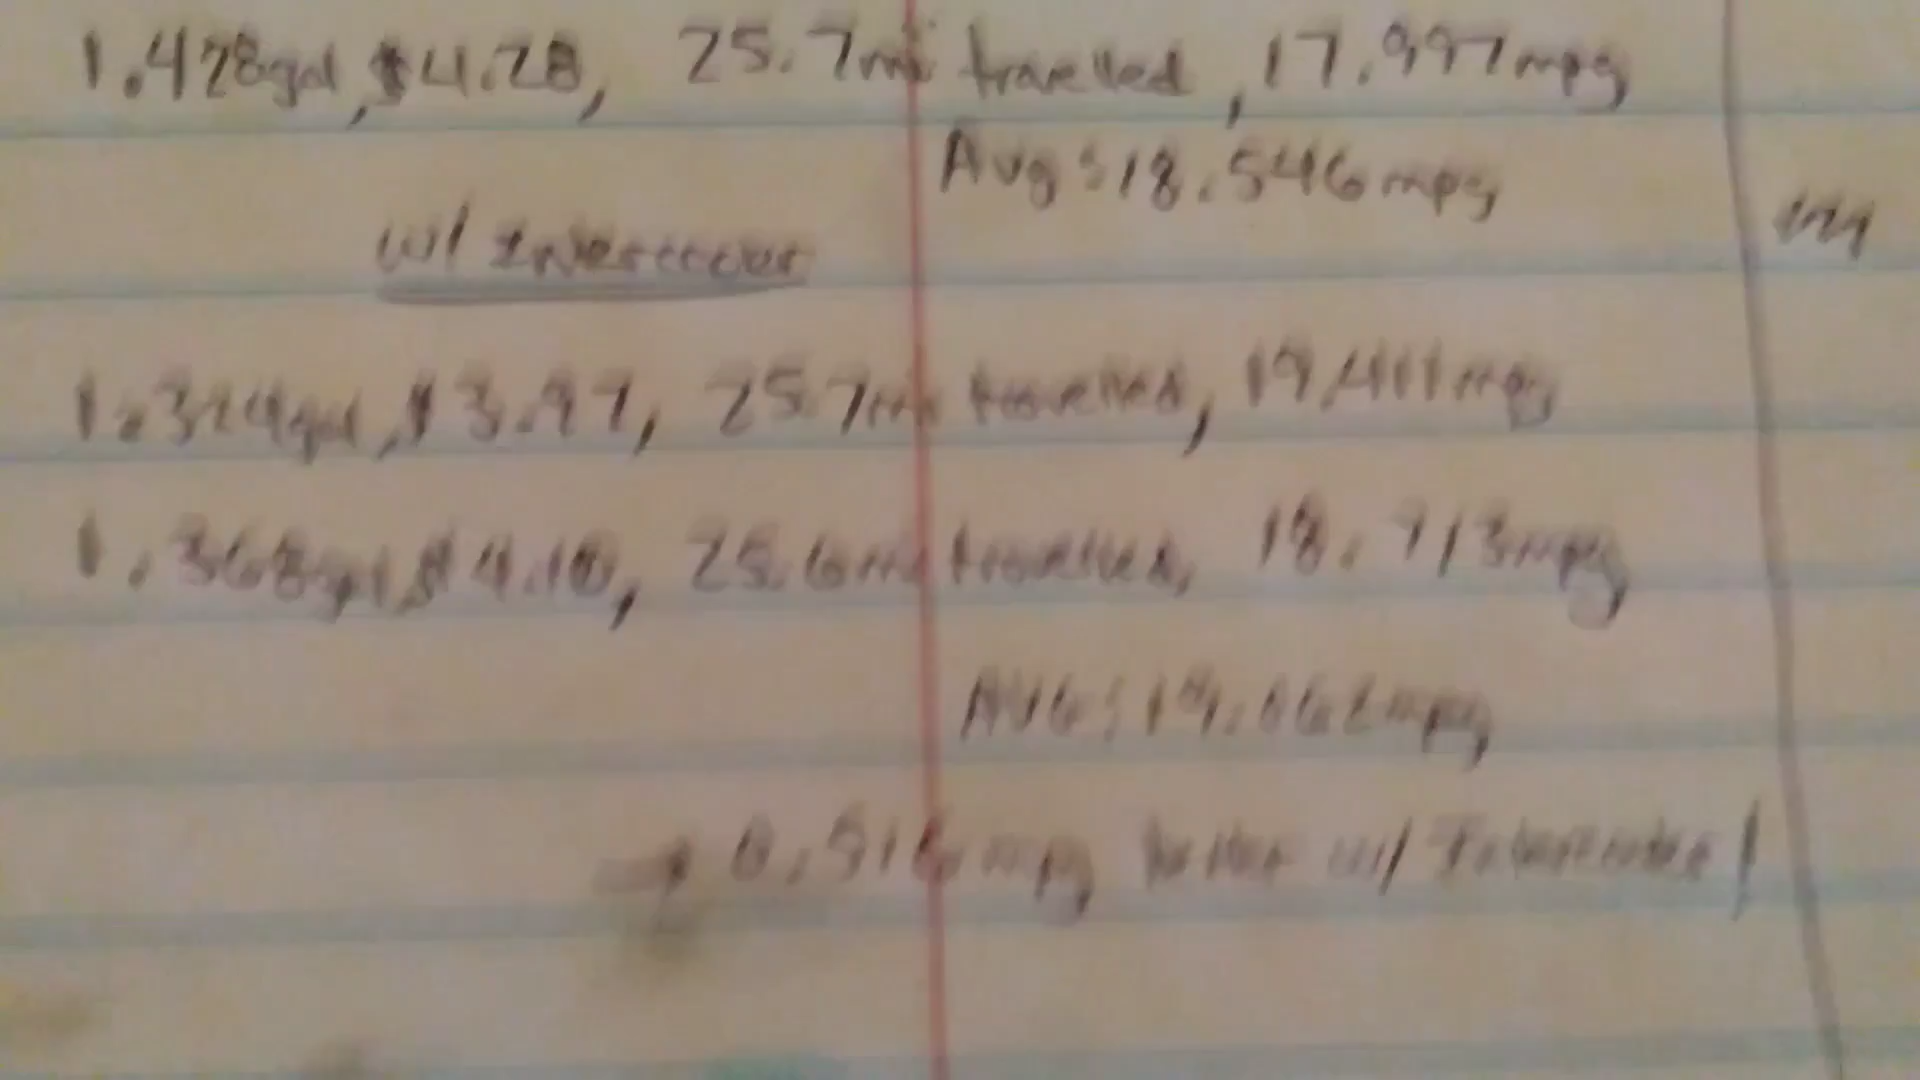 1.428gal, $4.28, 25.7mi travelled, 17.997mpg
Avg: 18.546mpg
w/ Intercooler
1.324gal, $3.97, 25.7mi travelled, 19.411mpg
1.368gal, $4.10, 25.6mi travelled, 18.713mpg
AVG: 19.062mpg
→ 0.516mpg better w/ Intercooler!